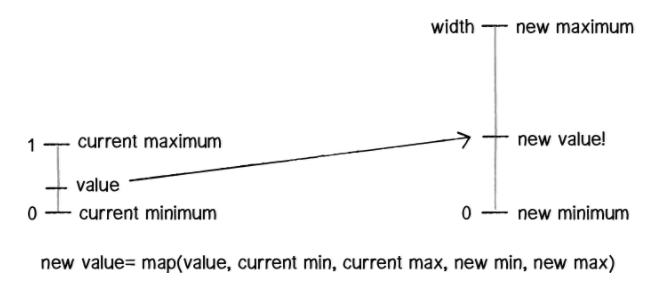 width new maximum
1 current maximum
new value!
value
0 current minimum
0 new minimum
new value= map(value, current min, current max, new min, new max)